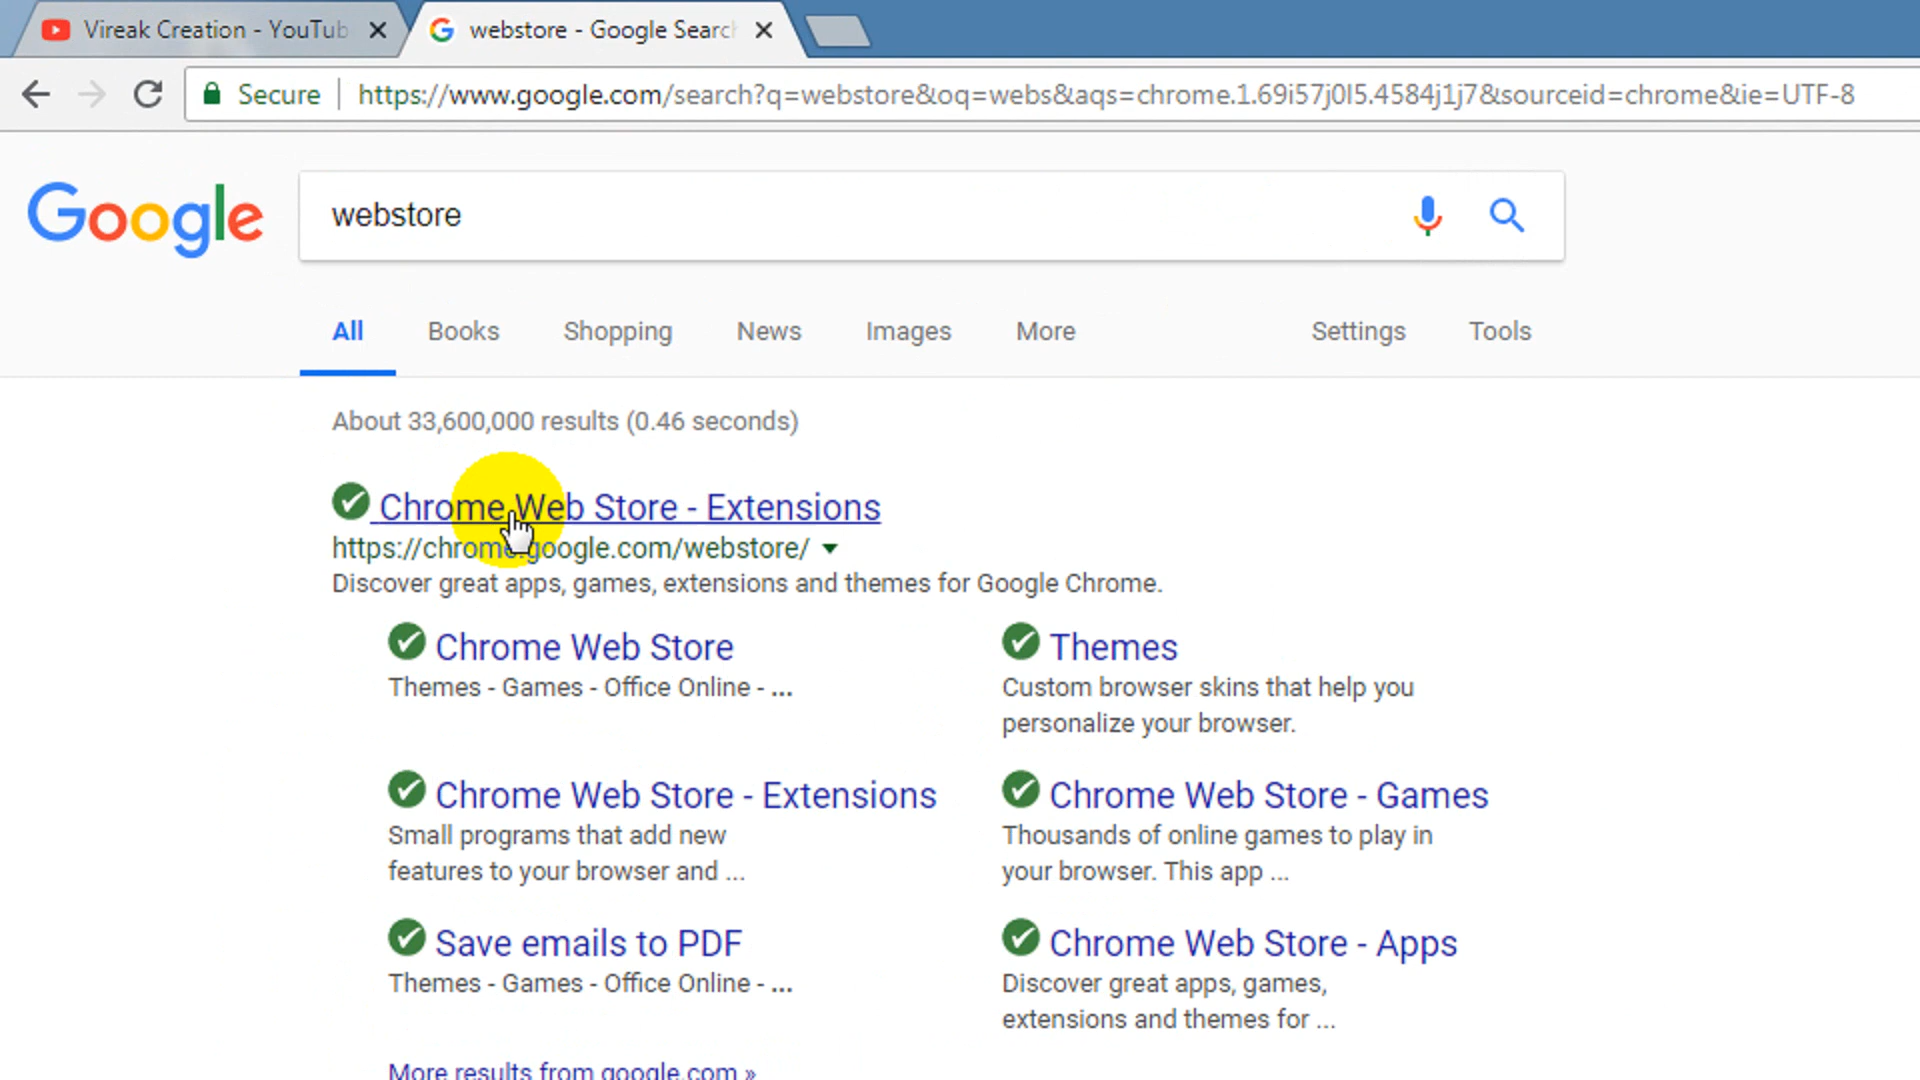 Vireak Creation - YouTub
webstore - Google Searc
Secure
https://www.google.com/search?q=webstore&oq=webs&aqs=chrome.1.69i57j0l5.4584j1j7&sourceid=chrome&ie=UTF-8
Google
webstore
All Books Shopping News Images More Settings Tools
About 33,600,000 results (0.46 seconds)
Chrome Web Store - Extensions
https://chrome.google.com/webstore/
Discover great apps, games, extensions and themes for Google Chrome.
Chrome Web Store
Themes - Games - Office Online - ...
Themes
Custom browser skins that help you
personalize your browser.
Chrome Web Store - Extensions
Small programs that add new
features to your browser and ...
Chrome Web Store - Games
Thousands of online games to play in
your browser. This app ...
Save emails to PDF
Themes - Games - Office Online - ...
Chrome Web Store - Apps
Discover great apps, games,
extensions and themes for ...
More results from google.com »